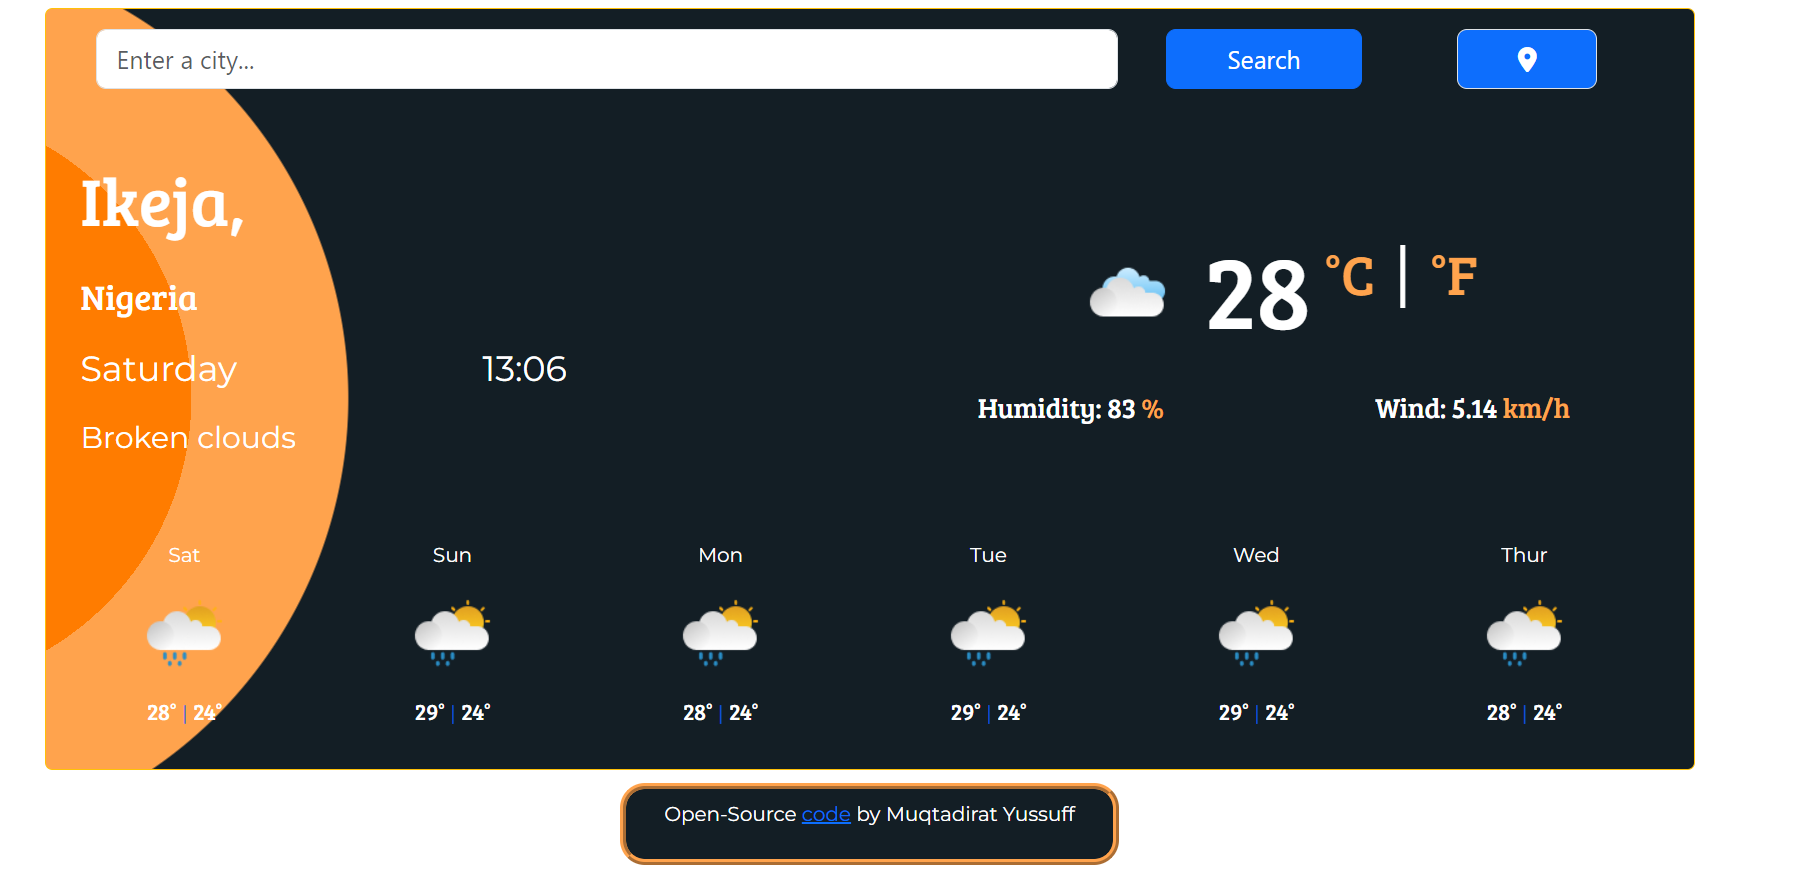 Enter a city...
Search
Ikeja,
Nigeria
Saturday
13:06
Broken clouds
28 °C | °F
Humidity: 83 %
Wind: 5.14 km/h
Sat
Sun
Mon
Tue
Wed
Thur
28° | 24°
29° | 24°
28° | 24°
29° | 24°
29° | 24°
28° | 24°
Open-Source code by Muqtadirat Yussuff